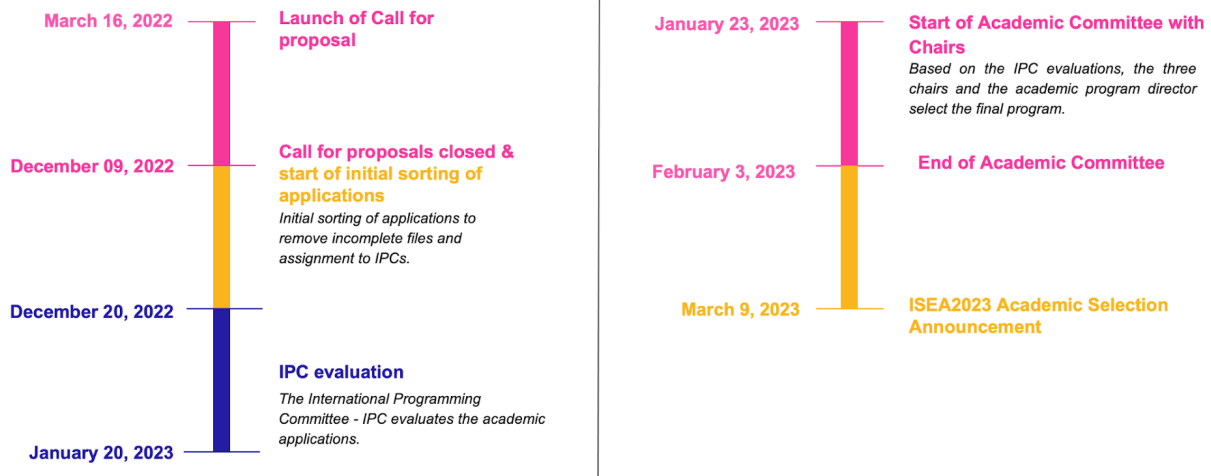 March 16, 2022
Launch of Call for
proposal
December 09, 2022
Call for proposals closed &
start of initial sorting of
applications
Initial sorting of applications to
remove incomplete files and
assignment to IPCs.
December 20, 2022
IPC evaluation
The International Programming
Committee - IPC evaluates the academic
applications.
January 20, 2023
January 23, 2023
Start of Academic Committee with
Chairs
Based on the IPC evaluations, the three
chairs and the academic program director
select the final program.
February 3, 2023
End of Academic Committee
March 9, 2023
ISEA2023 Academic Selection
Announcement